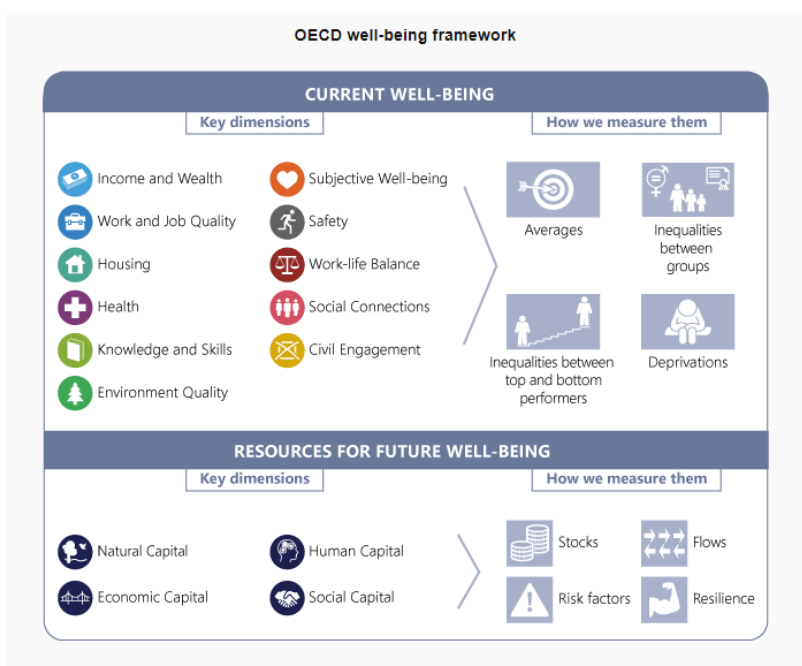 OECD well-being framework
CURRENT WELL-BEING
Key dimensions
Income and Wealth
Work and Job Quality
Housing
Health
Knowledge and Skills
Environment Quality
Subjective Well-being
Safety
Work-life Balance
Social Connections
Civil Engagement
How we measure them
Averages
Inequalities
between
groups
Inequalities between
top and bottom
performers
Deprivations
RESOURCES FOR FUTURE WELL-BEING
Key dimensions
Natural Capital
Economic Capital
Human Capital
Social Capital
How we measure them
Stocks
Flows
Risk factors
Resilience